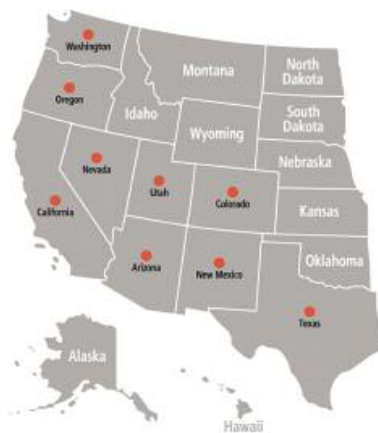 Washington
Montana
North
Dakota
Oregon
Idaho
South
Dakota
Wyoming
Nebraska
Nevada
Utah
Colorado
California
Kansas
Arizona
New Mexico
Oklahoma
Texas
Alaska
Hawaii